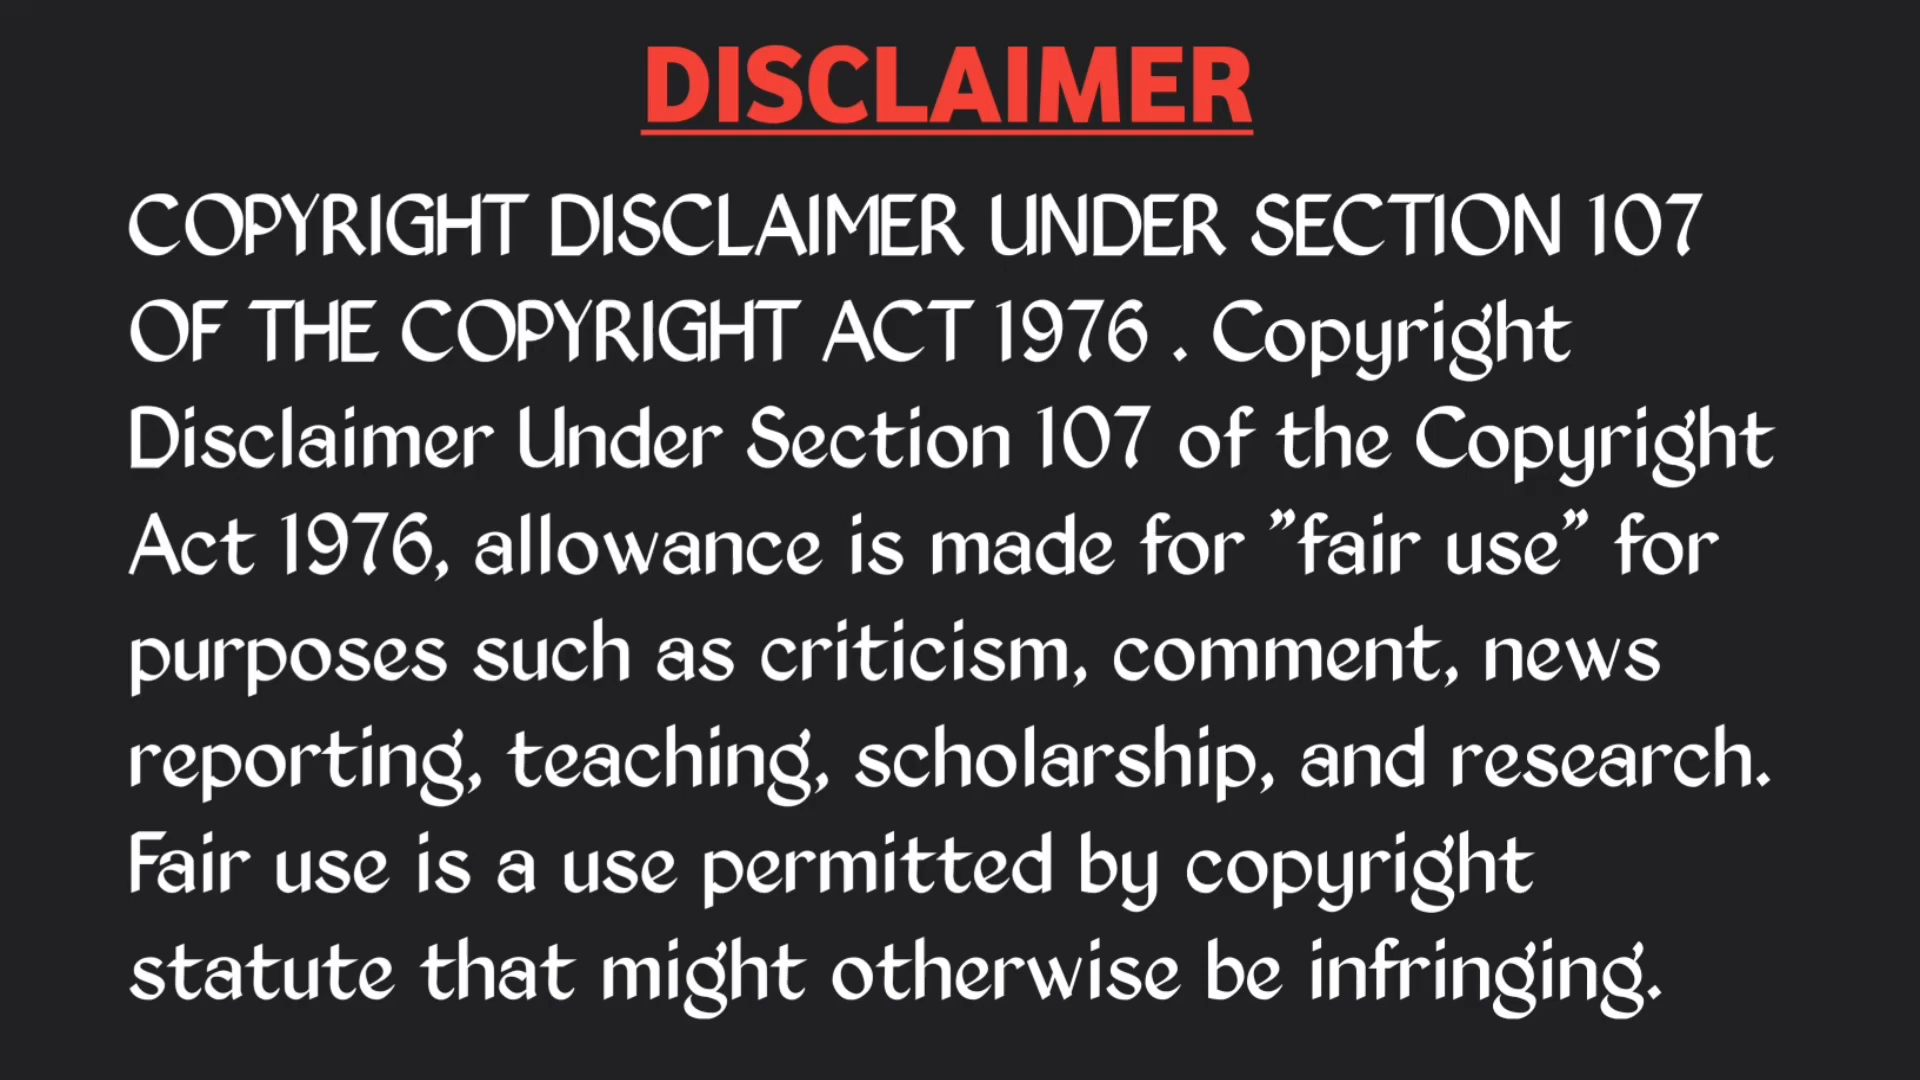 DISCLAIMER
COPYRIGHT DISCLAIMER UNDER SECTION 107
OF THE COPYRIGHT ACT 1976 . Copyright
Disclaimer Under Section 107 of the Copyright
Act 1976, allowance is made for ”fair use” for
purposes such as criticism, comment, news
reporting, teaching, scholarship, and research.
Fair use is a use permitted by copyright
statute that might otherwise be infringing.